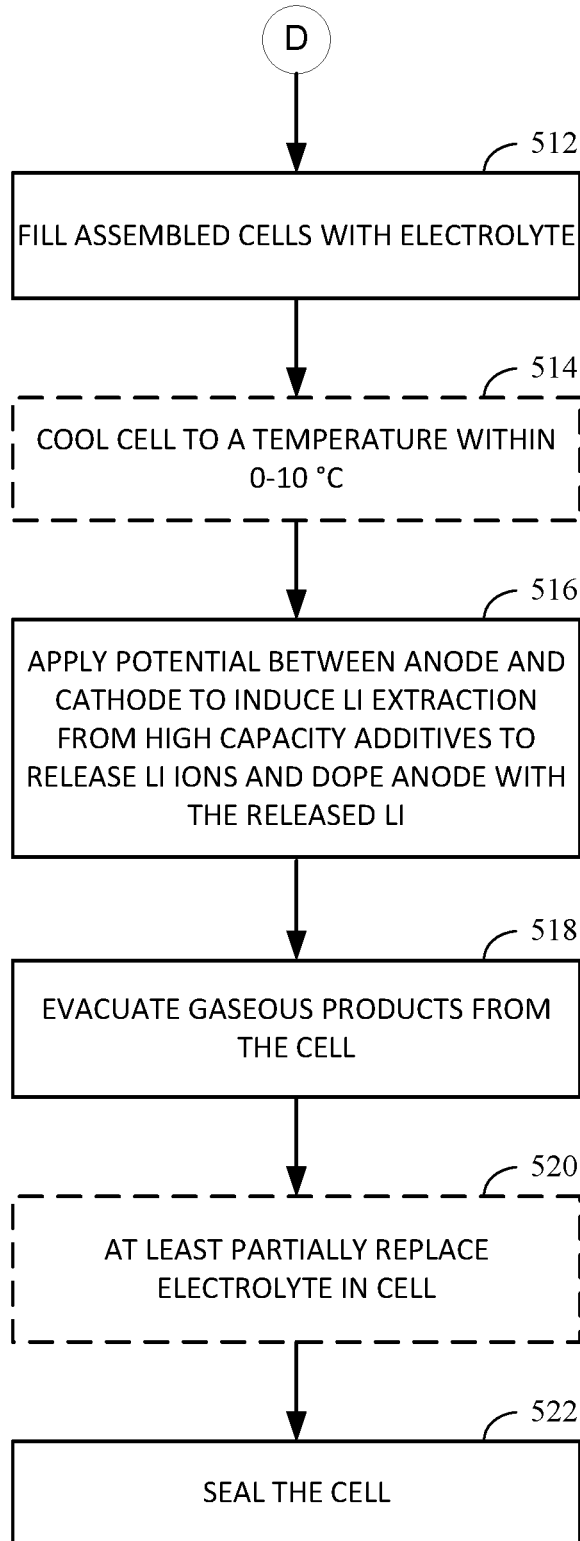 D
512
FILL ASSEMBLED CELLS WITH ELECTROLYTE
514
COOL CELL TO A TEMPERATURE WITHIN
0-10 °C
516
APPLY POTENTIAL BETWEEN ANODE AND
CATHODE TO INDUCE LI EXTRACTION
FROM HIGH CAPACITY ADDITIVES TO
RELEASE LI IONS AND DOPE ANODE WITH
THE RELEASED LI
518
EVACUATE GASEOUS PRODUCTS FROM
THE CELL
520
AT LEAST PARTIALLY REPLACE
ELECTROLYTE IN CELL
522
SEAL THE CELL